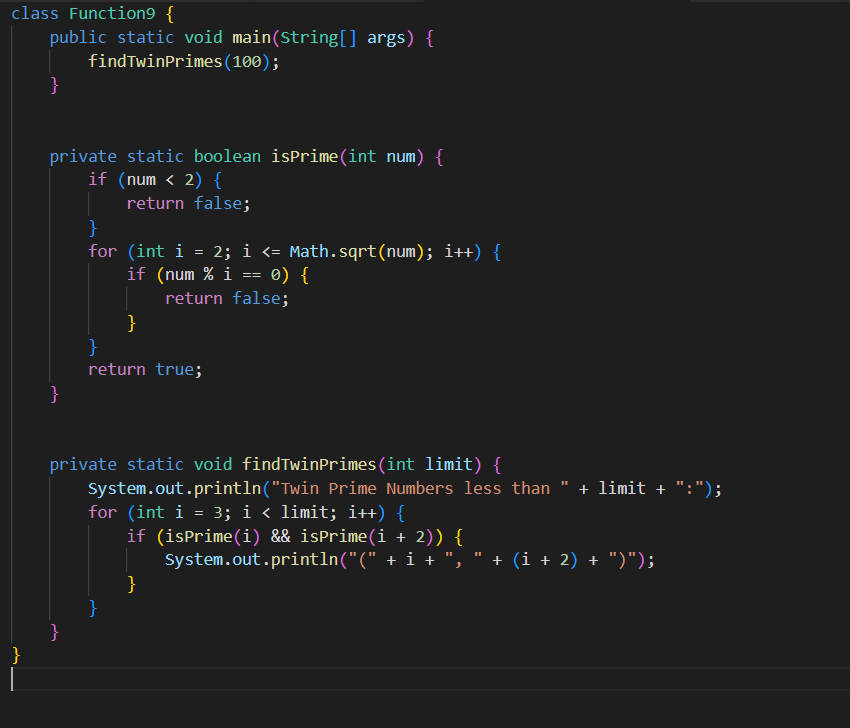 class Function9 {
    public static void main(String[] args) {
        findTwinPrimes(100);
    }
    private static boolean isPrime(int num) {
        if (num < 2) {
            return false;
        }
        for (int i = 2; i <= Math.sqrt(num); i++) {
            if (num % i == 0) {
                return false;
            }
        }
        return true;
    }
    private static void findTwinPrimes(int limit) {
        System.out.println("Twin Prime Numbers less than " + limit + ":");
        for (int i = 3; i < limit; i++) {
            if (isPrime(i) && isPrime(i + 2)) {
                System.out.println("(" + i + ", " + (i + 2) + ")");
            }
        }
    }
}